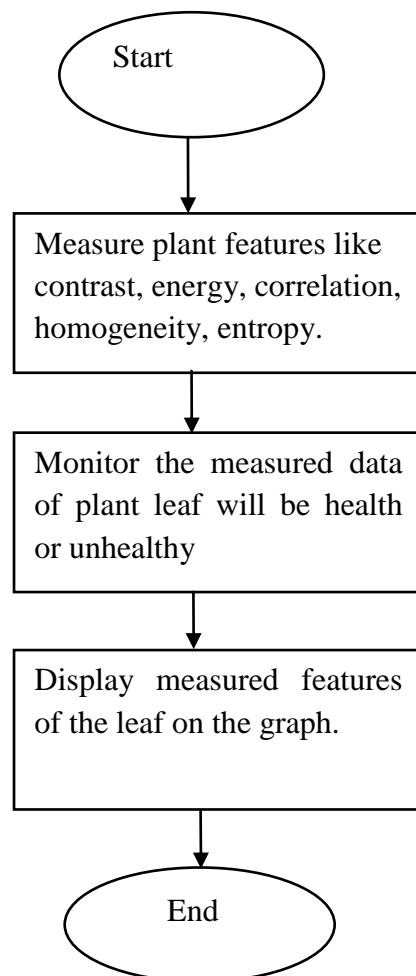 Start
Measure plant features like
contrast, energy, correlation,
homogeneity, entropy.
Monitor the measured data
of plant leaf will be health
or unhealthy
Display measured features
of the leaf on the graph.
End